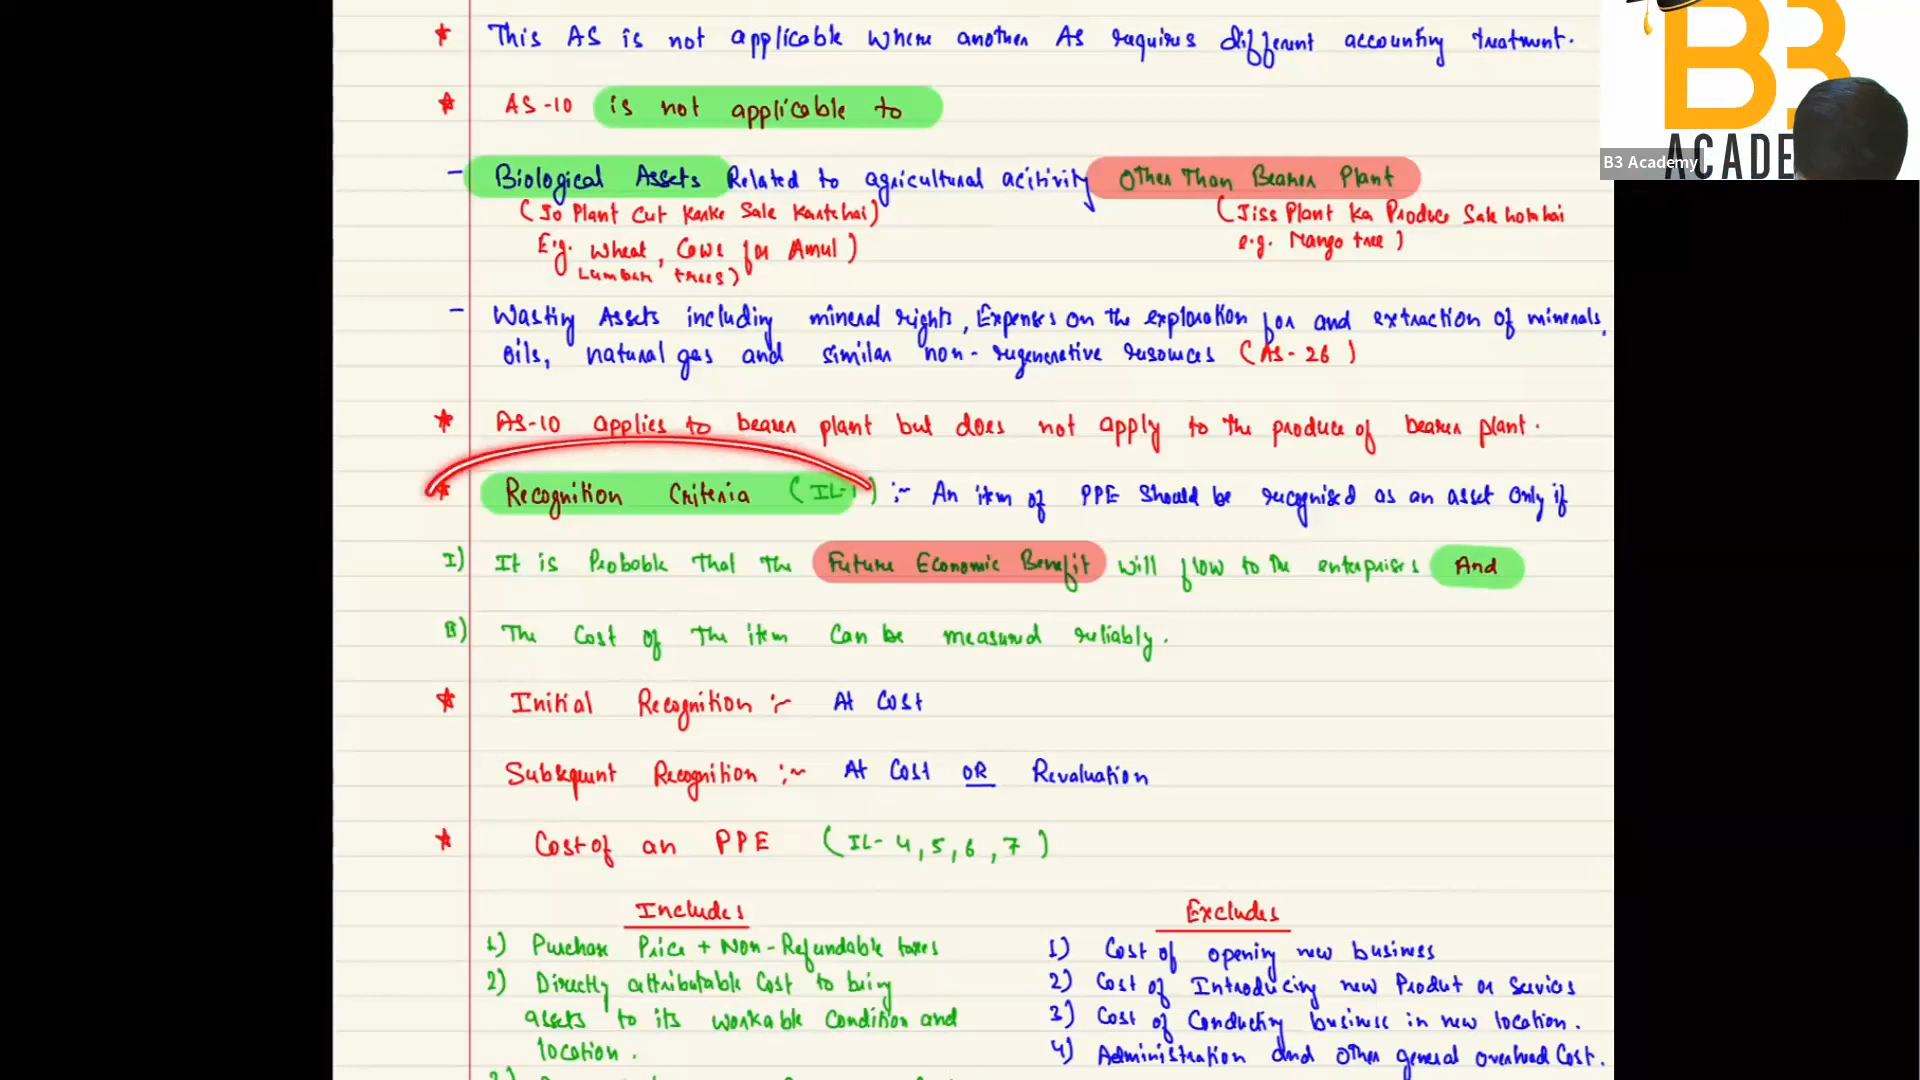 * This AS is not applicable where another AS requires different accounting treatment.
* AS-10 is not applicable to
- Biological Assets Related to agricultural acitivity Other Than Bearer Plant
(Jo Plant Cut Karke Sale Karte hai) (Jiss Plant Ka Produce Sale hota hai
E.g. Wheat, Cows for Amul) e.g. Mango tree)
Lumber trees)
- Wasting Assets including mineral rights, Expenses on the exploration for and extraction of minerals,
oils, natural gas and similar non-regenerative resources (AS-26)
* AS-10 applies to bearer plant but does not apply to the produce of bearer plant.
* Recognition Criteria (IL-1) :- An item of PPE should be recognised as an asset only if
I) It is Probable That the Future Economic Benefit will flow to the enterprises And
B) The Cost of The item Can be measured reliably.
* Initial Recognition :- At Cost
Subsequent Recognition :- At Cost OR Revaluation
* Cost of an PPE (IL- 4, 5, 6, 7)
Includes Excludes
1) Purchase Price + Non-Refundable taxes
2) Directly attributable Cost to being
assets to its workable Condition and
location.
1) Cost of opening new business
2) Cost of Introducing new Product or Services
3) Cost of Conducting business in new location.
4) Administration and other general overhead Cost.
B3
ACADE
B3 Academy